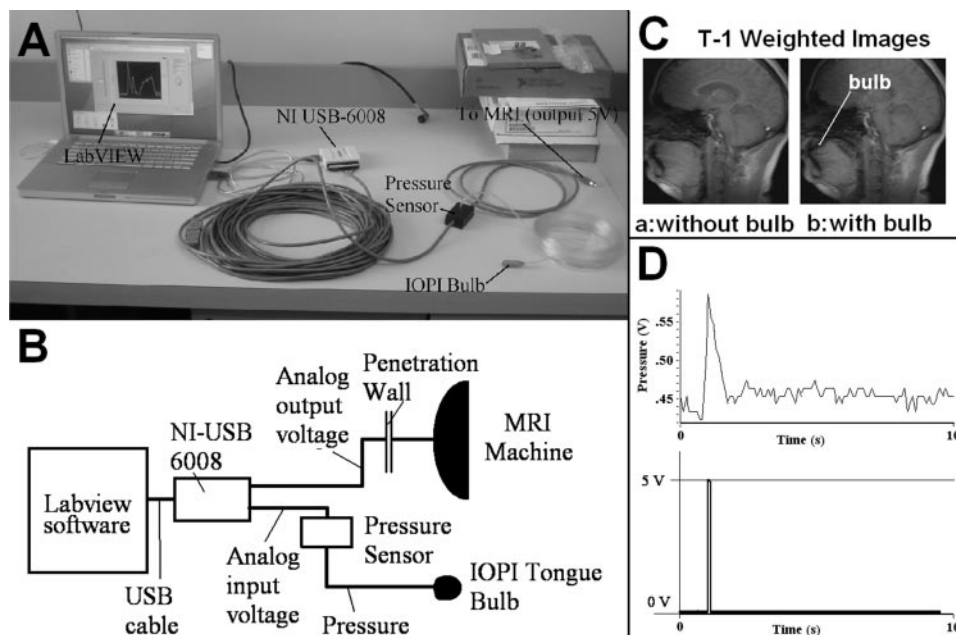 A
LabVIEW
NI USB-6008
To MRI (output 5V)
Pressure
Sensor
IOPI Bulb
B
Labview
software
USB
cable
NI-USB
6008
Analog
output
voltage
Penetration
Wall
MRI
Machine
Analog
input
voltage
Pressure
Sensor
Pressure
IOPI Tongue
Bulb
C
T-1 Weighted Images
bulb
a:without bulb
b:with bulb
D
Pressure (V)
.55
.50
.45
0
Time (s)
10
5 V
0 V
0
Time (s)
10